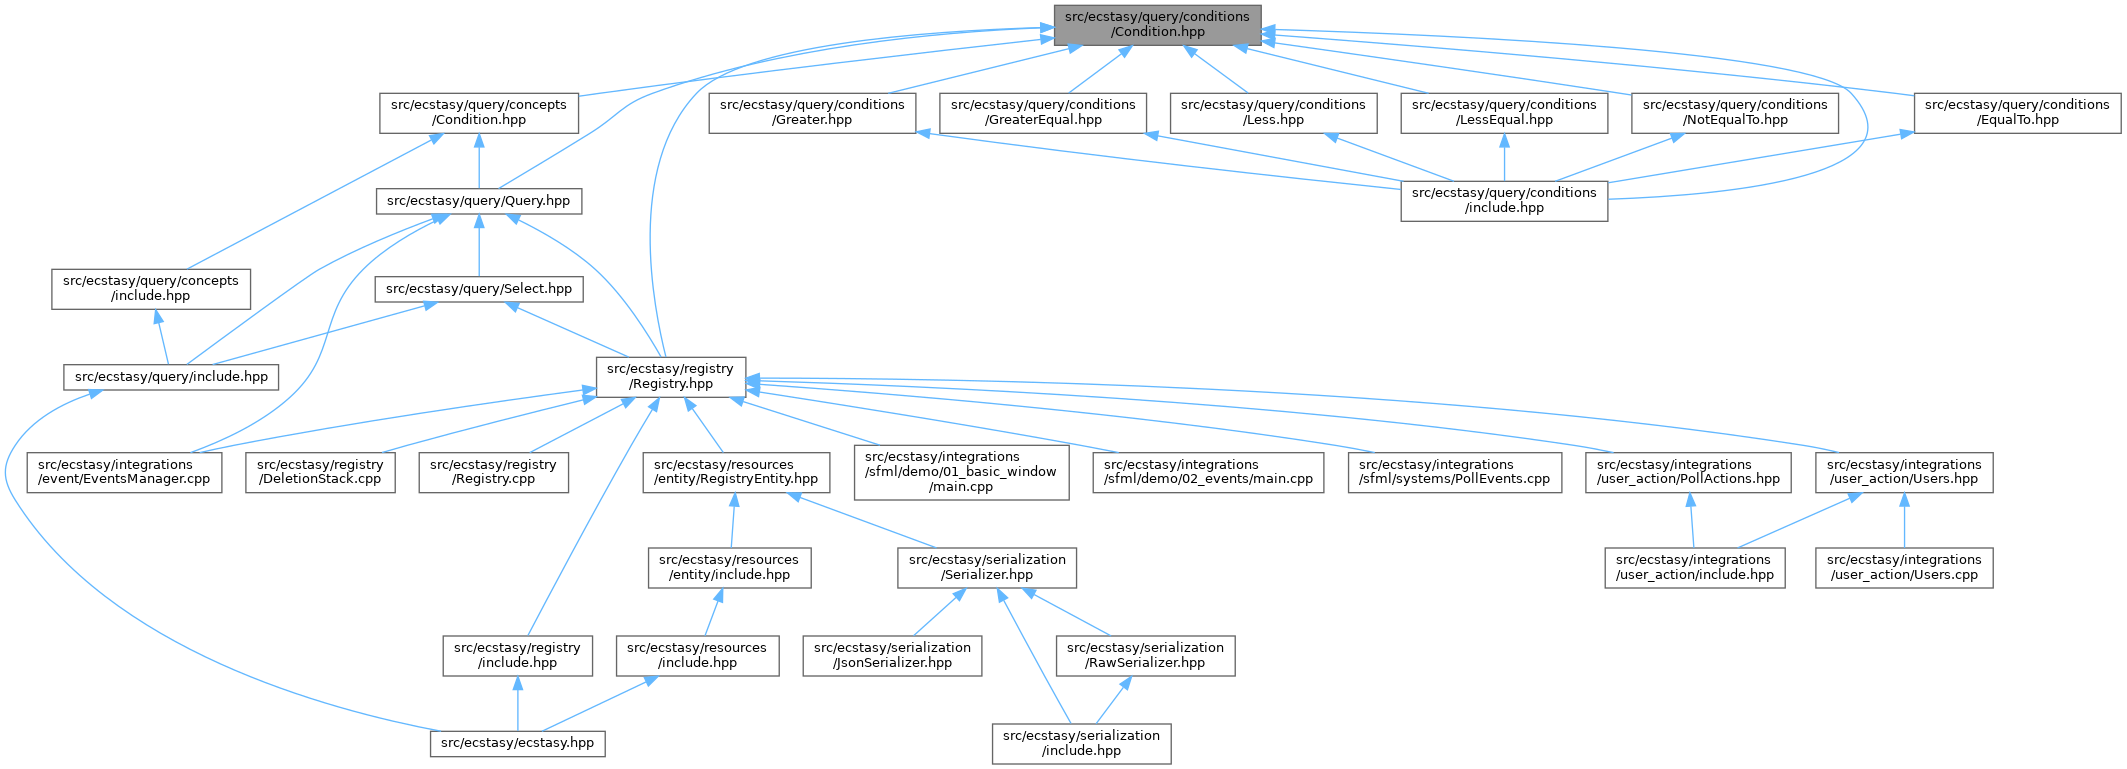 src/ecstasy/query/conditions
/Condition.hpp
src/ecstasy/query/concepts
/Condition.hpp
src/ecstasy/query/conditions
/Greater.hpp
src/ecstasy/query/conditions
/GreaterEqual.hpp
src/ecstasy/query/conditions
/Less.hpp
src/ecstasy/query/conditions
/LessEqual.hpp
src/ecstasy/query/conditions
/NotEqualTo.hpp
src/ecstasy/query/conditions
/EqualTo.hpp
src/ecstasy/query/Query.hpp
src/ecstasy/query/conditions
/include.hpp
src/ecstasy/query/concepts
/include.hpp
src/ecstasy/query/Select.hpp
src/ecstasy/query/include.hpp
src/ecstasy/registry
/Registry.hpp
src/ecstasy/integrations
/event/EventsManager.cpp
src/ecstasy/registry
/DeletionStack.cpp
src/ecstasy/registry
/Registry.cpp
src/ecstasy/resources
/entity/RegistryEntity.hpp
src/ecstasy/integrations
/sfml/demo/01_basic_window
/main.cpp
src/ecstasy/integrations
/sfml/demo/02_events/main.cpp
src/ecstasy/integrations
/sfml/systems/PollEvents.cpp
src/ecstasy/integrations
/user_action/PollActions.hpp
src/ecstasy/integrations
/user_action/Users.hpp
src/ecstasy/resources
/entity/include.hpp
src/ecstasy/serialization
/Serializer.hpp
src/ecstasy/integrations
/user_action/include.hpp
src/ecstasy/integrations
/user_action/Users.cpp
src/ecstasy/registry
/include.hpp
src/ecstasy/resources
/include.hpp
src/ecstasy/serialization
/JsonSerializer.hpp
src/ecstasy/serialization
/RawSerializer.hpp
src/ecstasy/ecstasy.hpp
src/ecstasy/serialization
/include.hpp